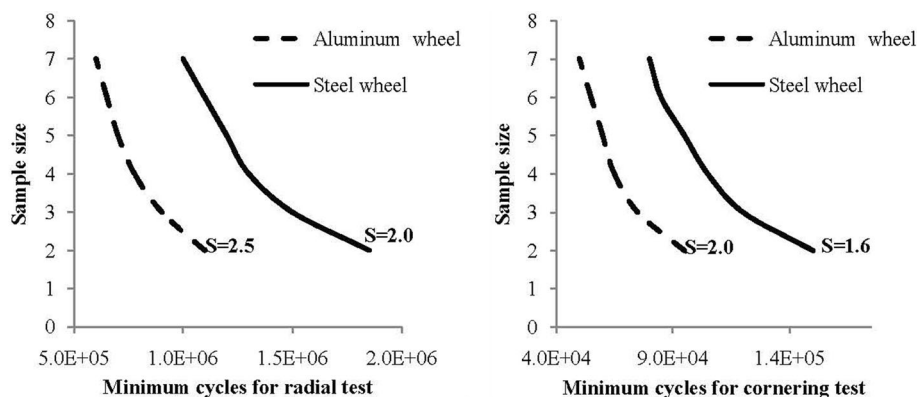 8
7
6
5
4
3
2
1
0
Sample size
Aluminum wheel
Steel wheel
S=2.5
S=2.0
5.0E+05 1.0E+06 1.5E+06 2.0E+06
Minimum cycles for radial test
8
7
6
5
4
3
2
1
0
Sample size
Aluminum wheel
Steel wheel
S=2.0
S=1.6
4.0E+04 9.0E+04 1.4E+05
Minimum cycles for cornering test